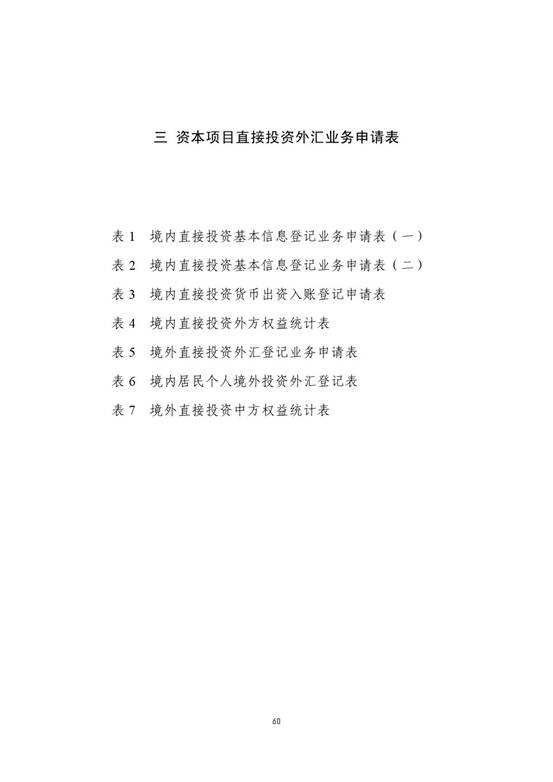 三 资本项目直接投资外汇业务申请表
表 1 境内直接投资基本信息登记业务申请表（一）
表 2 境内直接投资基本信息登记业务申请表（二）
表 3 境内直接投资货币出资入账登记申请表
表 4 境内直接投资外方权益统计表
表 5 境外直接投资外汇登记业务申请表
表 6 境内居民个人境外投资外汇登记表
表 7 境外直接投资中方权益统计表
60